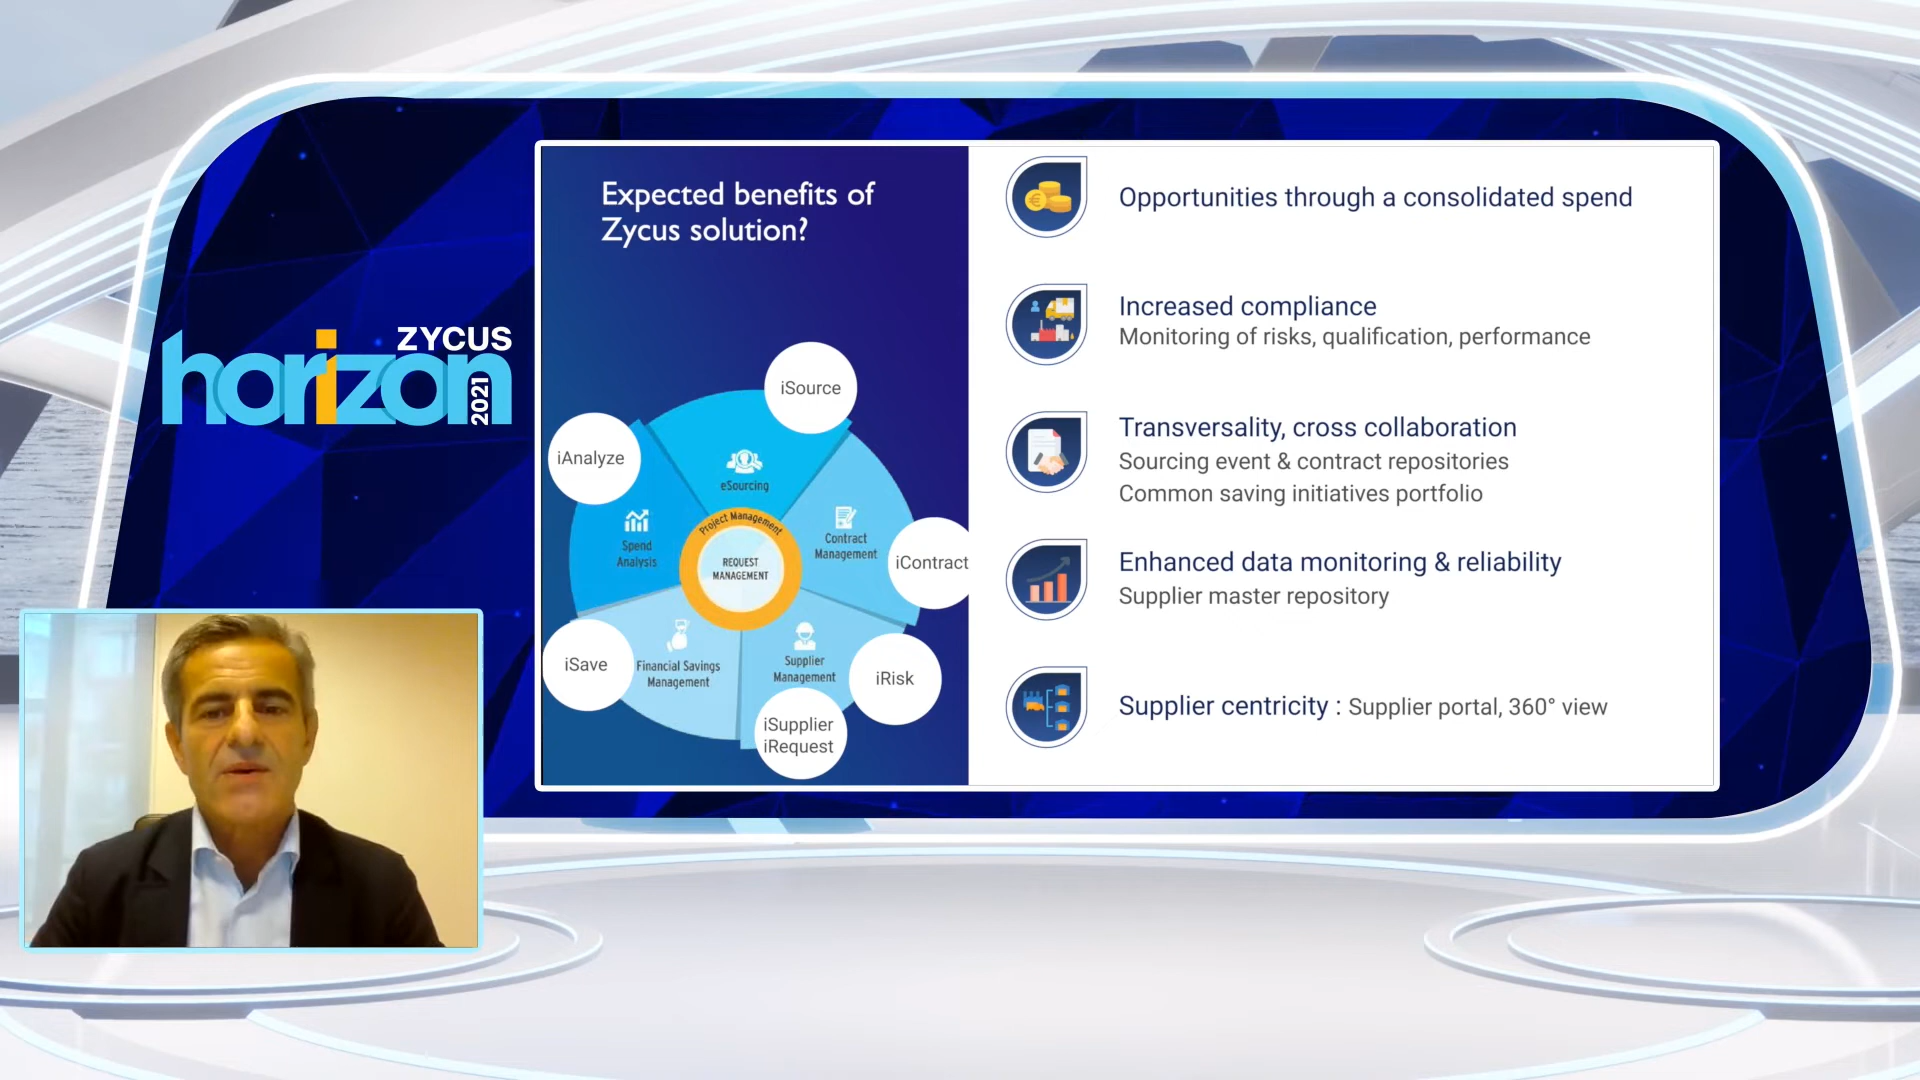 ZYCUS
horizon
2021
Expected benefits of
Zycus solution?
iSource
iAnalyze
eSourcing
Project Management
Spend
Analysis
REQUEST
MANAGEMENT
Contract
Management
iContract
iSave
Financial Savings
Management
Supplier
Management
iRisk
iSupplier
iRequest
Opportunities through a consolidated spend
Increased compliance
Monitoring of risks, qualification, performance
Transversality, cross collaboration
Sourcing event & contract repositories
Common saving initiatives portfolio
Enhanced data monitoring & reliability
Supplier master repository
Supplier centricity : Supplier portal, 360° view